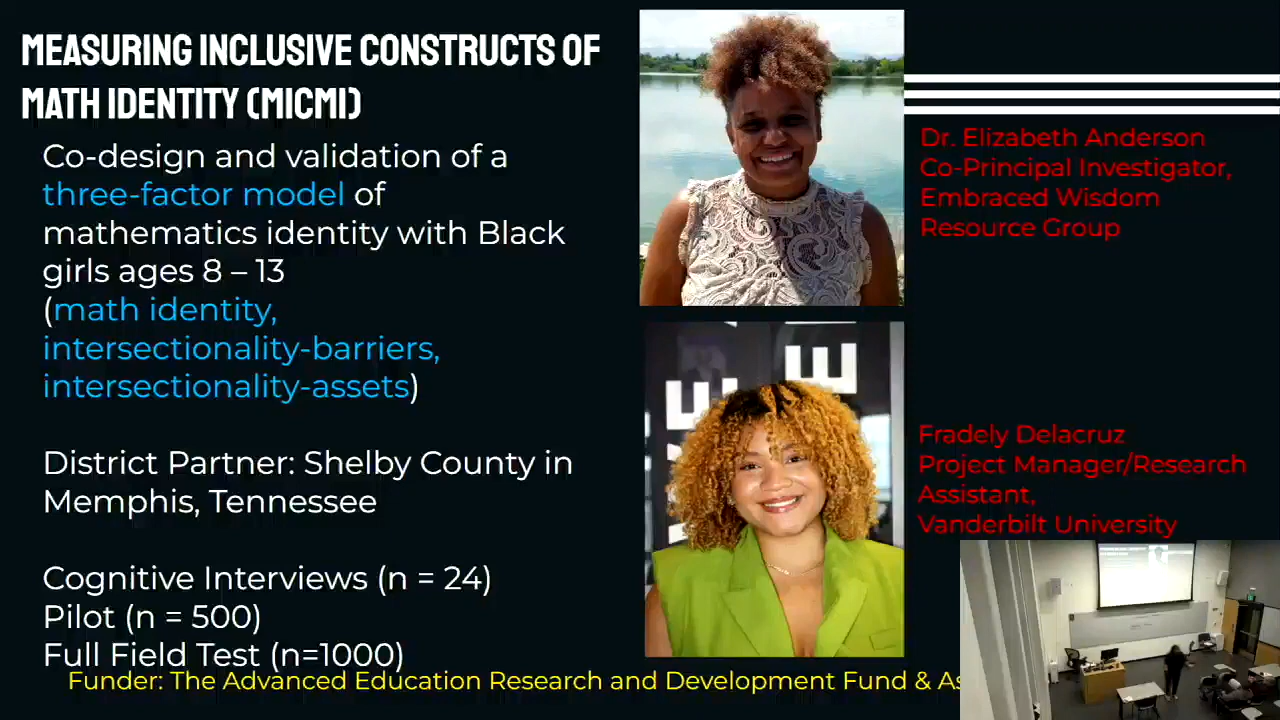 MEASURING INCLUSIVE CONSTRUCTS OF
MATH IDENTITY (MICMI)
Co-design and validation of a
three-factor model of
mathematics identity with Black
girls ages 8 – 13
(math identity,
intersectionality-barriers,
intersectionality-assets)
District Partner: Shelby County in
Memphis, Tennessee
Cognitive Interviews (n = 24)
Pilot (n = 500)
Full Field Test (n=1000)
Funder: The Advanced Education Research and Development Fund &
Dr. Elizabeth Anderson
Co-Principal Investigator,
Embraced Wisdom
Resource Group
Fradely Delacruz
Project Manager/Research
Assistant,
Vanderbilt University